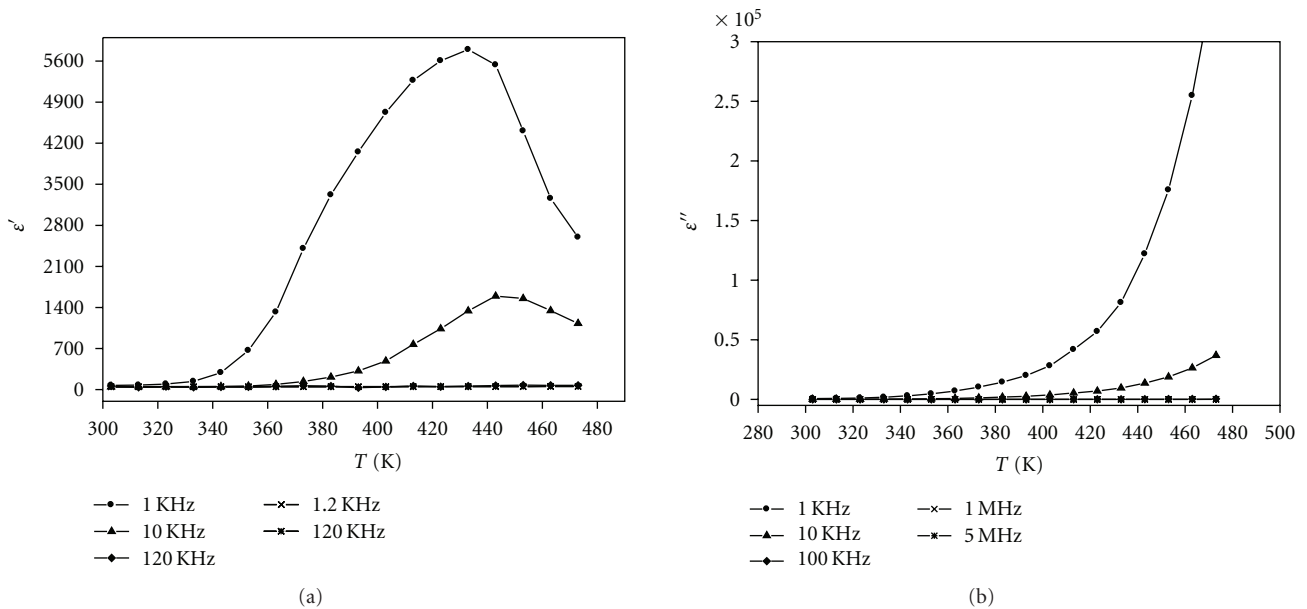 5600
4900
4200
3500
2800
2100
1400
700
0
ε′
300 320 340 360 380 400 420 440 460 480
T (K)
1 KHz
10 KHz
120 KHz
1.2 KHz
120 KHz
(a)
× 10⁵
3
2.5
2
1.5
1
0.5
0
ε′′
280 300 320 340 360 380 400 420 440 460 480 500
T (K)
1 KHz
10 KHz
100 KHz
1 MHz
5 MHz
(b)